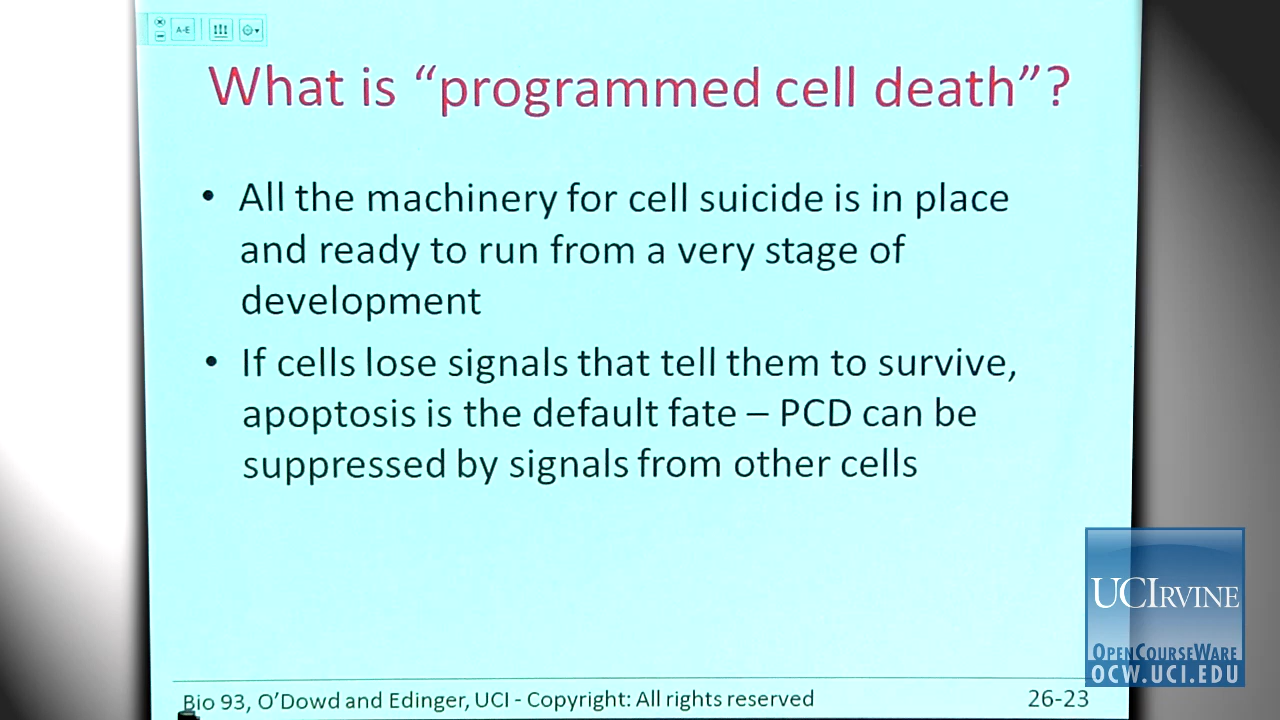 A-E
What is “programmed cell death”?
• All the machinery for cell suicide is in place
and ready to run from a very stage of
development
• If cells lose signals that tell them to survive,
apoptosis is the default fate – PCD can be
suppressed by signals from other cells
UCIRVINE
OPENCOURSEWARE
OCW.UCI.EDU
Bio 93, O’Dowd and Edinger, UCI - Copyright: All rights reserved
26-23